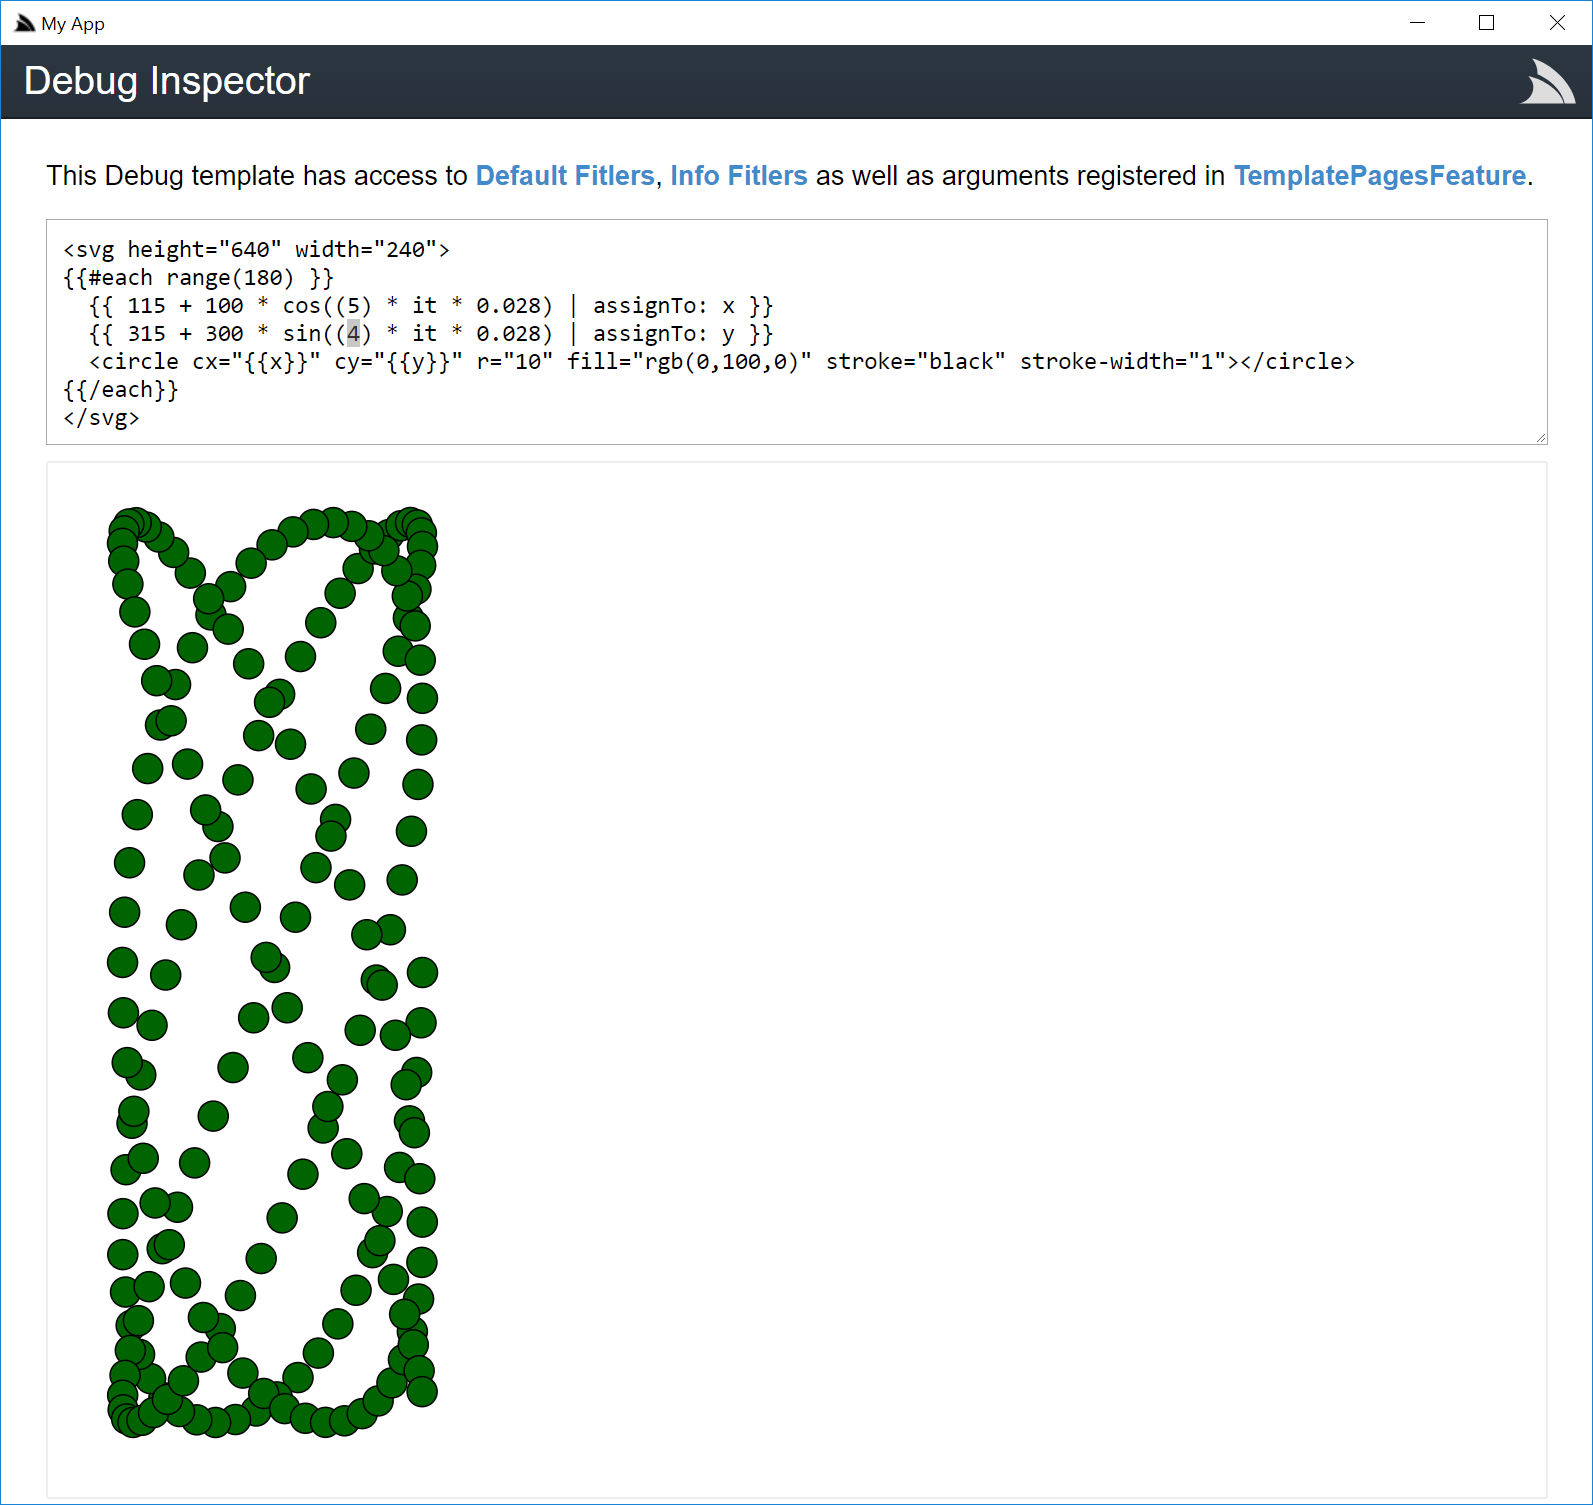 My App
Debug Inspector
This Debug template has access to Default Fitlers, Info Fitlers as well as arguments registered in TemplatePagesFeature.
<svg height="640" width="240">
{{#each range(180) }}
  {{ 115 + 100 * cos((5) * it * 0.028) | assignTo: x }}
  {{ 315 + 300 * sin((4) * it * 0.028) | assignTo: y }}
  <circle cx="{{x}}" cy="{{y}}" r="10" fill="rgb(0,100,0)" stroke="black" stroke-width="1"></circle>
{{/each}}
</svg>